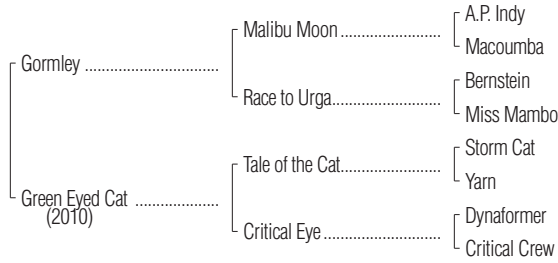 A.P. Indy
Malibu Moon ....................
Macoumba
Gormley ...........................
Bernstein
Race to Urga......................
Miss Mambo
Storm Cat
Tale of the Cat....................
Yarn
Green Eyed Cat .................
(2010)
Dynaformer
Critical Eye .......................
Critical Crew